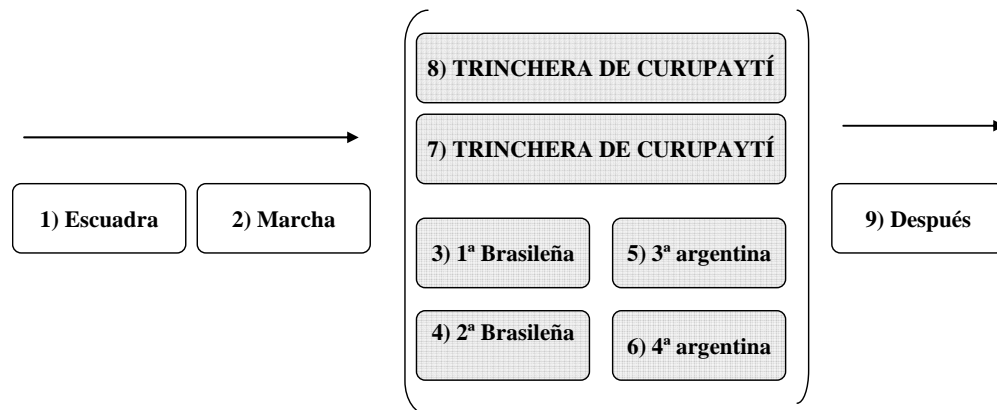 8) TRINCHERA DE CURUPAYTÍ
7) TRINCHERA DE CURUPAYTÍ
1) Escuadra
2) Marcha
3) 1ª Brasileña
5) 3ª argentina
4) 2ª Brasileña
6) 4ª argentina
9) Después